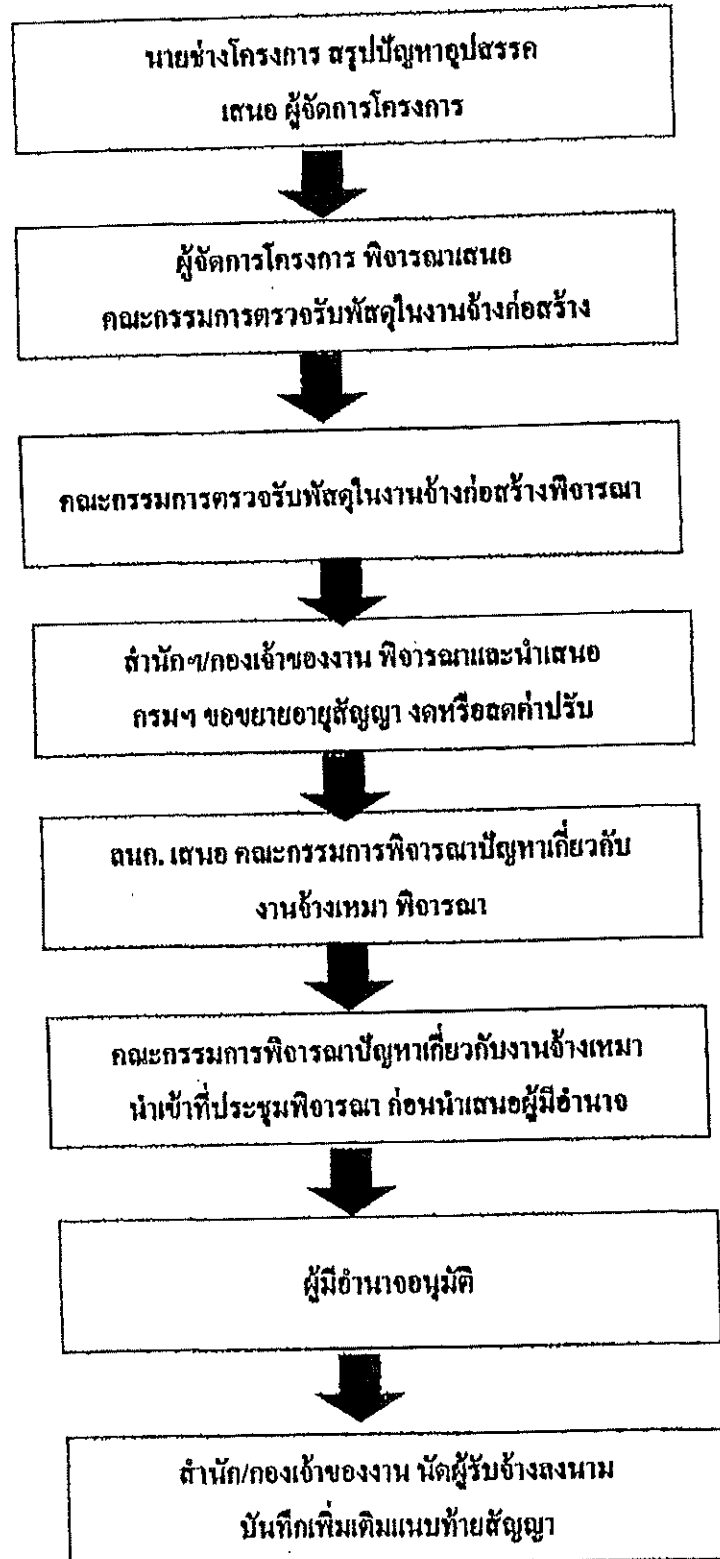 นายช่างโครงการ สรุปปัญหาอุปสรรค
เสนอ ผู้จัดการโครงการ
ผู้จัดการโครงการ พิจารณาเสนอ
คณะกรรมการตรวจรับพัสดุในงานจ้างก่อสร้าง
คณะกรรมการตรวจรับพัสดุในงานจ้างก่อสร้างพิจารณา
สำนักฯ/กองเจ้าของงาน พิจารณาและนำเสนอ
กรมฯ ขอขยายอายุสัญญา งดหรือลดค่าปรับ
ลนก. เสนอ คณะกรรมการพิจารณาปัญหาเกี่ยวกับ
งานจ้างเหมา พิจารณา
คณะกรรมการพิจารณาปัญหาเกี่ยวกับงานจ้างเหมา
นำเข้าที่ประชุมพิจารณา ก่อนนำเสนอผู้มีอำนาจ
ผู้มีอำนาจอนุมัติ
สำนัก/กองเจ้าของงาน นัดผู้รับจ้างลงนาม
บันทึกเพิ่มเติมแนบท้ายสัญญา